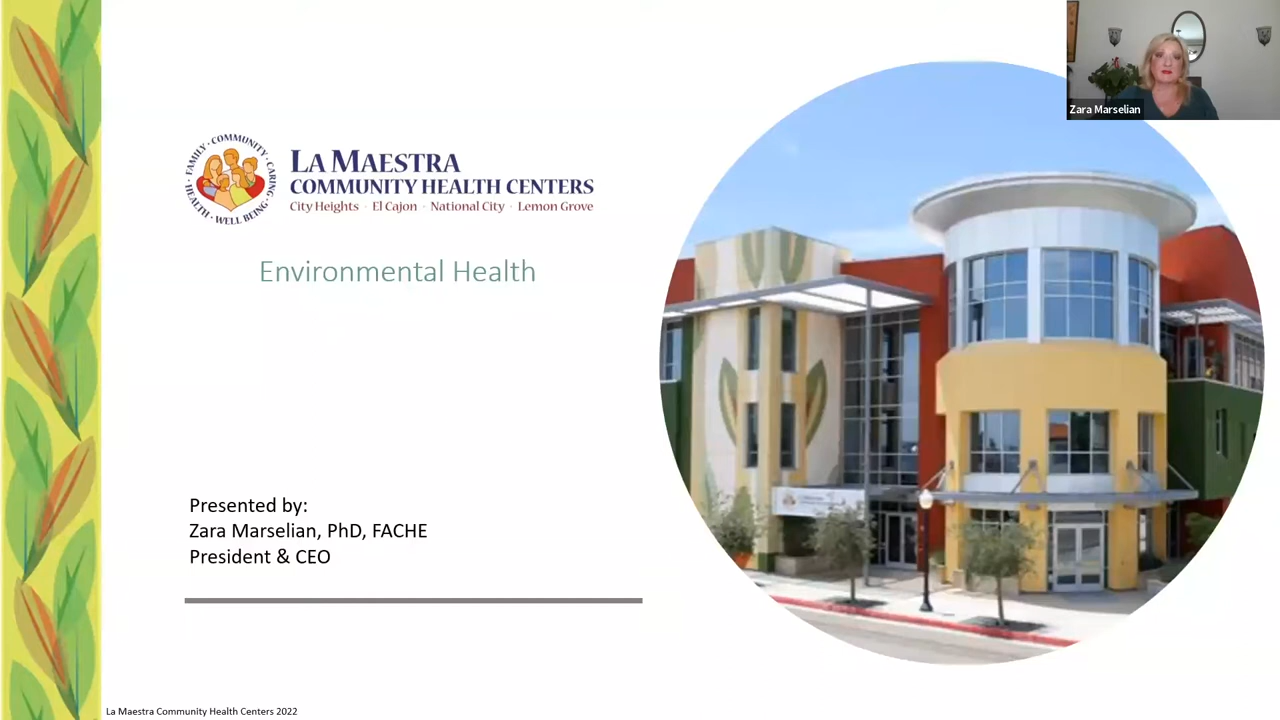 FAMILY · COMMUNITY · CARING · HEALTH · WELL BEING
LA MAESTRA
COMMUNITY HEALTH CENTERS
City Heights · El Cajon · National City · Lemon Grove
Environmental Health
Presented by:
Zara Marselian, PhD, FACHE
President & CEO
La Maestra Community Health Centers 2022
Zara Marselian